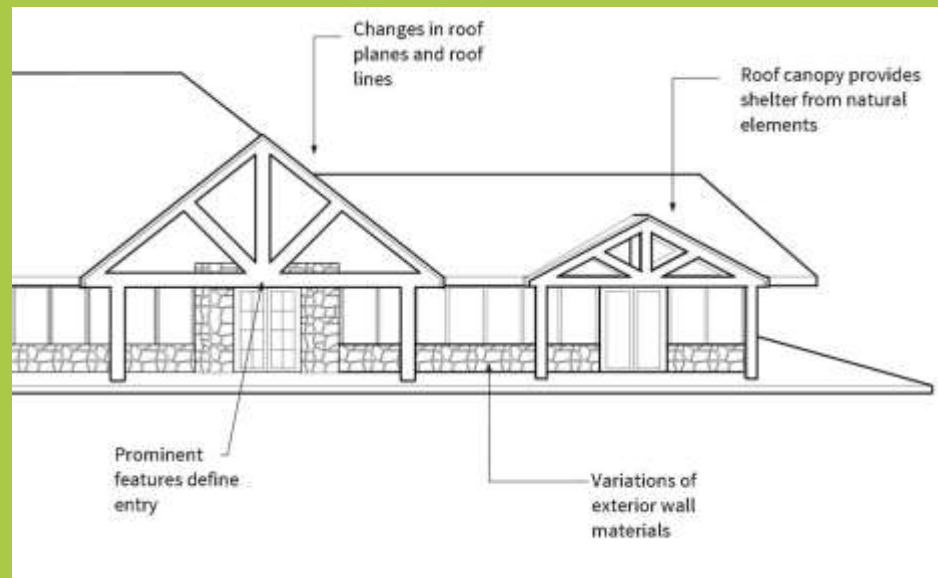 Changes in roof
planes and roof
lines
Roof canopy provides
shelter from natural
elements
Prominent
features define
entry
Variations of
exterior wall
materials